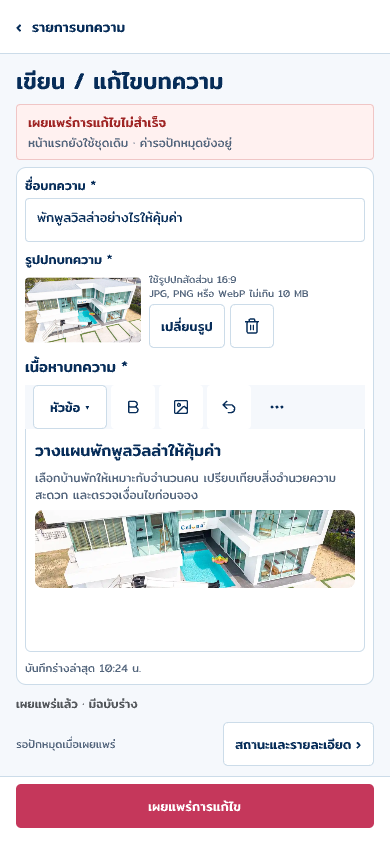 ‹ รายการบทความ
เขียน / แก้ไขบทความ
เผยแพร่การแก้ไขไม่สำเร็จ
หน้าแรกยังใช้ชุดเดิม · ค่ารอปักหมุดยังอยู่
ชื่อบทความ *
พักพูลวิลล่าอย่างไรให้คุ้มค่า
รูปปกบทความ *
ใช้รูปปกสัดส่วน 16:9
JPG, PNG หรือ WebP ไม่เกิน 10 MB
เปลี่ยนรูป
เนื้อหาบทความ *
หัวข้อ ▾ B ···
วางแผนพักพูลวิลล่าให้คุ้มค่า
เลือกบ้านพักให้เหมาะกับจำนวนคน เปรียบเทียบสิ่งอำนวยความ
สะดวก และตรวจเงื่อนไขก่อนจอง
บันทึกร่างล่าสุด 10:24 น.
เผยแพร่แล้ว · มีฉบับร่าง
รอปักหมุดเมื่อเผยแพร่
สถานะและรายละเอียด ›
เผยแพร่การแก้ไข